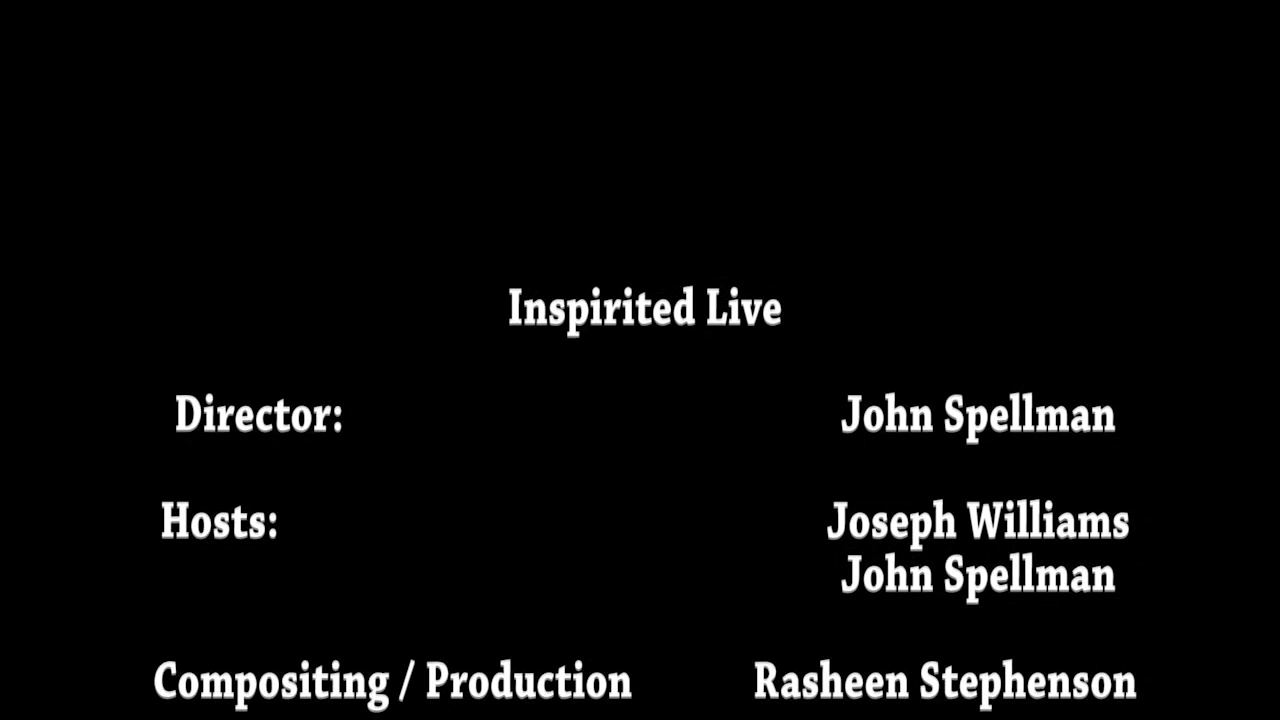 Inspirited Live
Director: John Spellman
Hosts: Joseph Williams
John Spellman
Compositing / Production Rasheen Stephenson